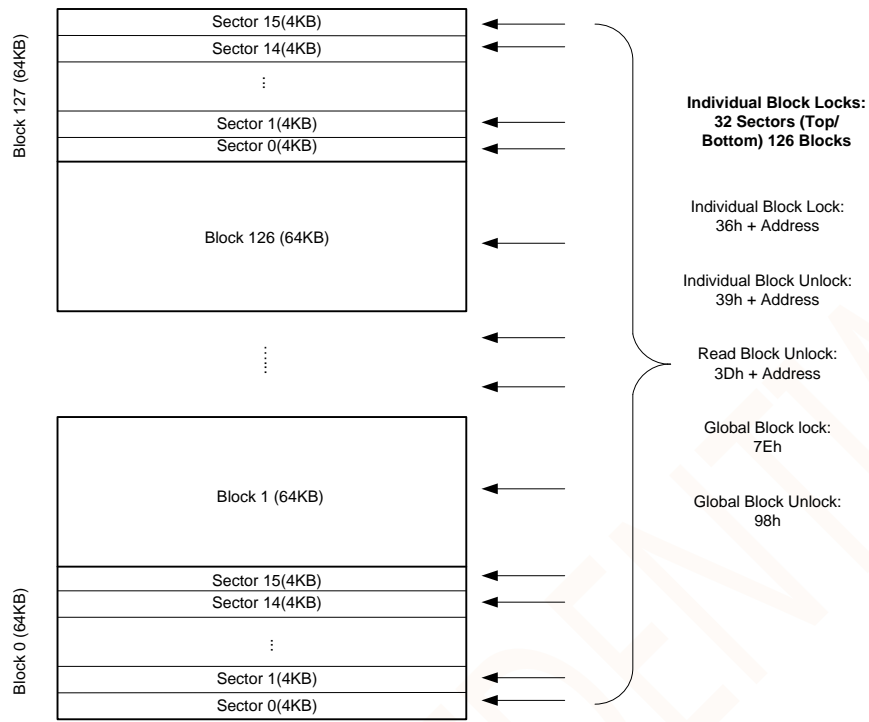 Block 127 (64KB)
Sector 15(4KB)
Sector 14(4KB)
...
Sector 1(4KB)
Sector 0(4KB)
Block 126 (64KB)
......
Block 1 (64KB)
Block 0 (64KB)
Sector 15(4KB)
Sector 14(4KB)
...
Sector 1(4KB)
Sector 0(4KB)
Individual Block Locks:
32 Sectors (Top/
Bottom) 126 Blocks
Individual Block Lock:
36h + Address
Individual Block Unlock:
39h + Address
Read Block Unlock:
3Dh + Address
Global Block lock:
7Eh
Global Block Unlock:
98h